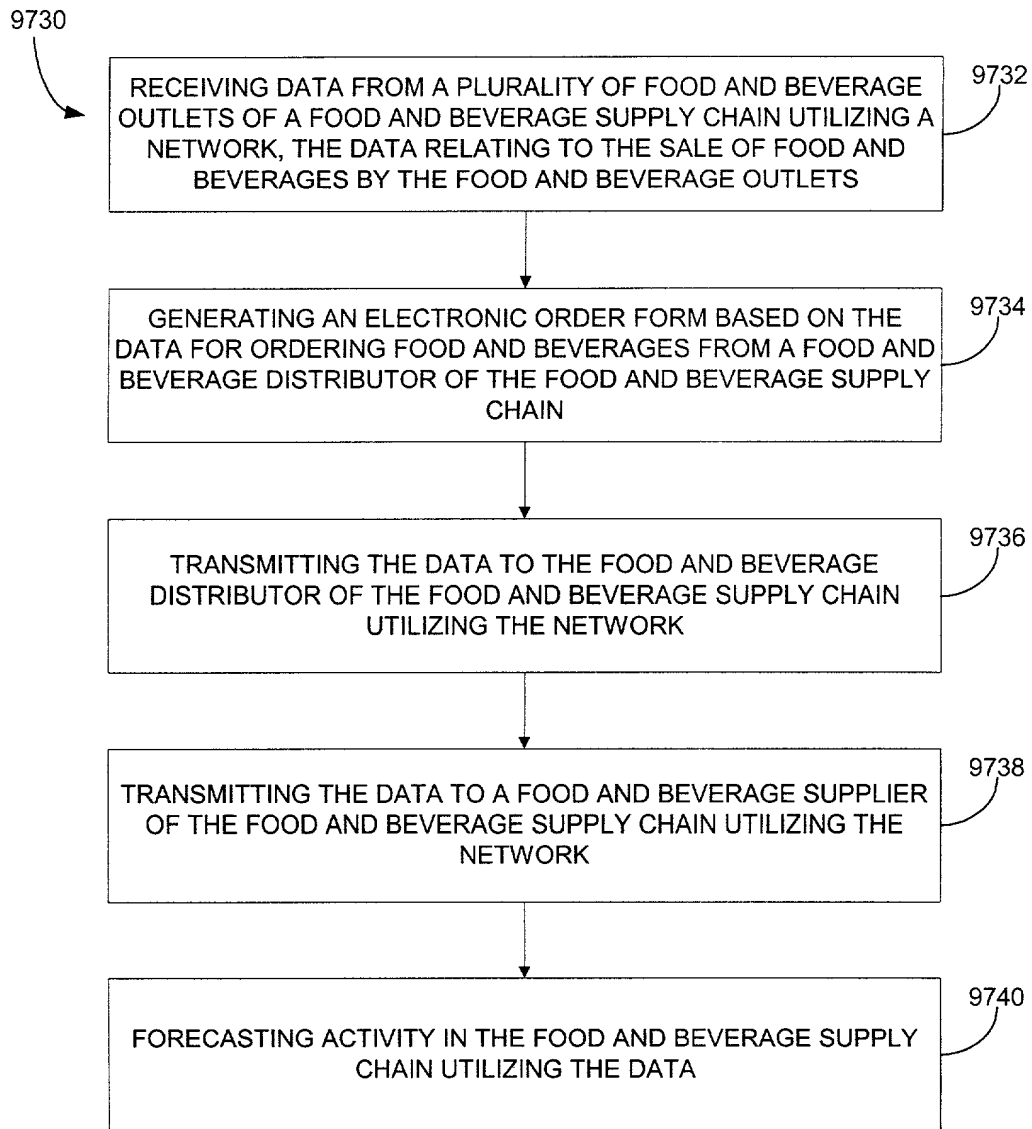 9730
9732
RECEIVING DATA FROM A PLURALITY OF FOOD AND BEVERAGE
OUTLETS OF A FOOD AND BEVERAGE SUPPLY CHAIN UTILIZING A
NETWORK, THE DATA RELATING TO THE SALE OF FOOD AND
BEVERAGES BY THE FOOD AND BEVERAGE OUTLETS
9734
GENERATING AN ELECTRONIC ORDER FORM BASED ON THE
DATA FOR ORDERING FOOD AND BEVERAGES FROM A FOOD AND
BEVERAGE DISTRIBUTOR OF THE FOOD AND BEVERAGE SUPPLY
CHAIN
9736
TRANSMITTING THE DATA TO THE FOOD AND BEVERAGE
DISTRIBUTOR OF THE FOOD AND BEVERAGE SUPPLY CHAIN
UTILIZING THE NETWORK
9738
TRANSMITTING THE DATA TO A FOOD AND BEVERAGE SUPPLIER
OF THE FOOD AND BEVERAGE SUPPLY CHAIN UTILIZING THE
NETWORK
9740
FORECASTING ACTIVITY IN THE FOOD AND BEVERAGE SUPPLY
CHAIN UTILIZING THE DATA